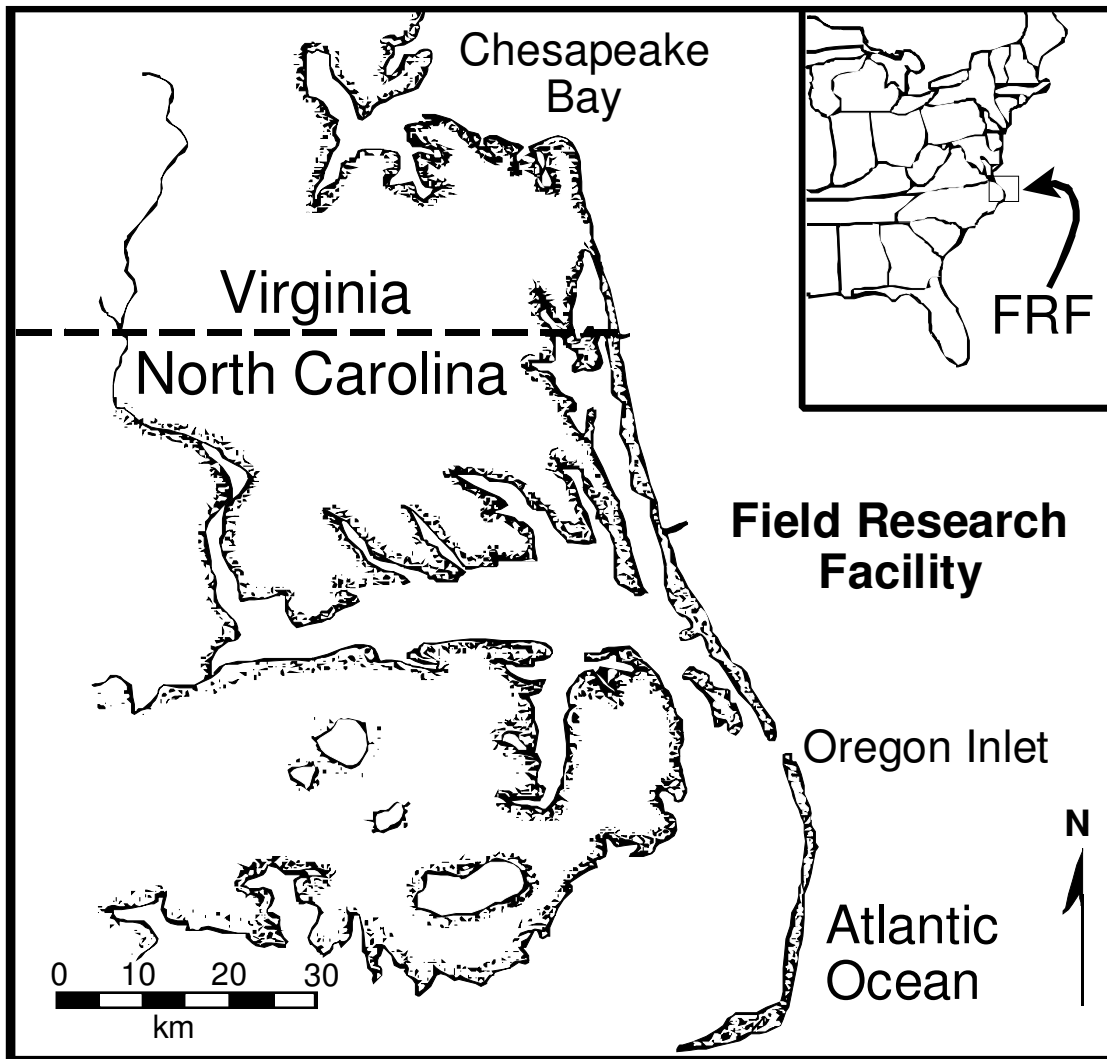 Chesapeake
Bay
Virginia
North Carolina
FRF
Field Research
Facility
Oregon Inlet
N
Atlantic
Ocean
0 10 20 30
km